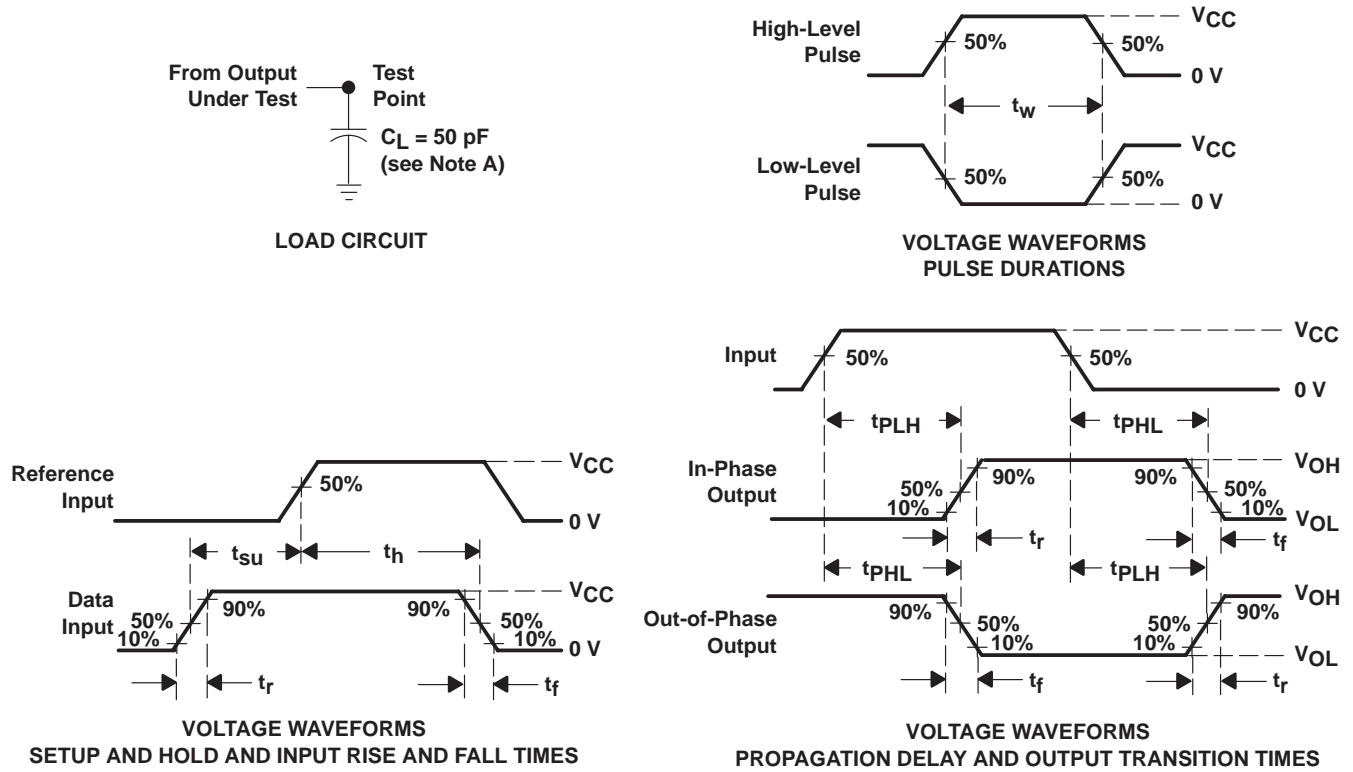 From Output
Under Test
Test
Point
CL = 50 pF
(see Note A)
LOAD CIRCUIT
High-Level
Pulse
50%
50%
VCC
0 V
tw
Low-Level
Pulse
50%
50%
VCC
0 V
VOLTAGE WAVEFORMS
PULSE DURATIONS
Reference
Input
50%
VCC
0 V
tsu
th
Data
Input
50%
10%
90%
90%
50%
10%
VCC
0 V
tr
tf
VOLTAGE WAVEFORMS
SETUP AND HOLD AND INPUT RISE AND FALL TIMES
Input
50%
50%
VCC
0 V
tPLH
tPHL
In-Phase
Output
50%
10%
90%
90%
50%
10%
VOH
VOL
tr
tf
tPHL
tPLH
Out-of-Phase
Output
90%
50%
10%
50%
10%
90%
VOH
VOL
tf
tr
VOLTAGE WAVEFORMS
PROPAGATION DELAY AND OUTPUT TRANSITION TIMES